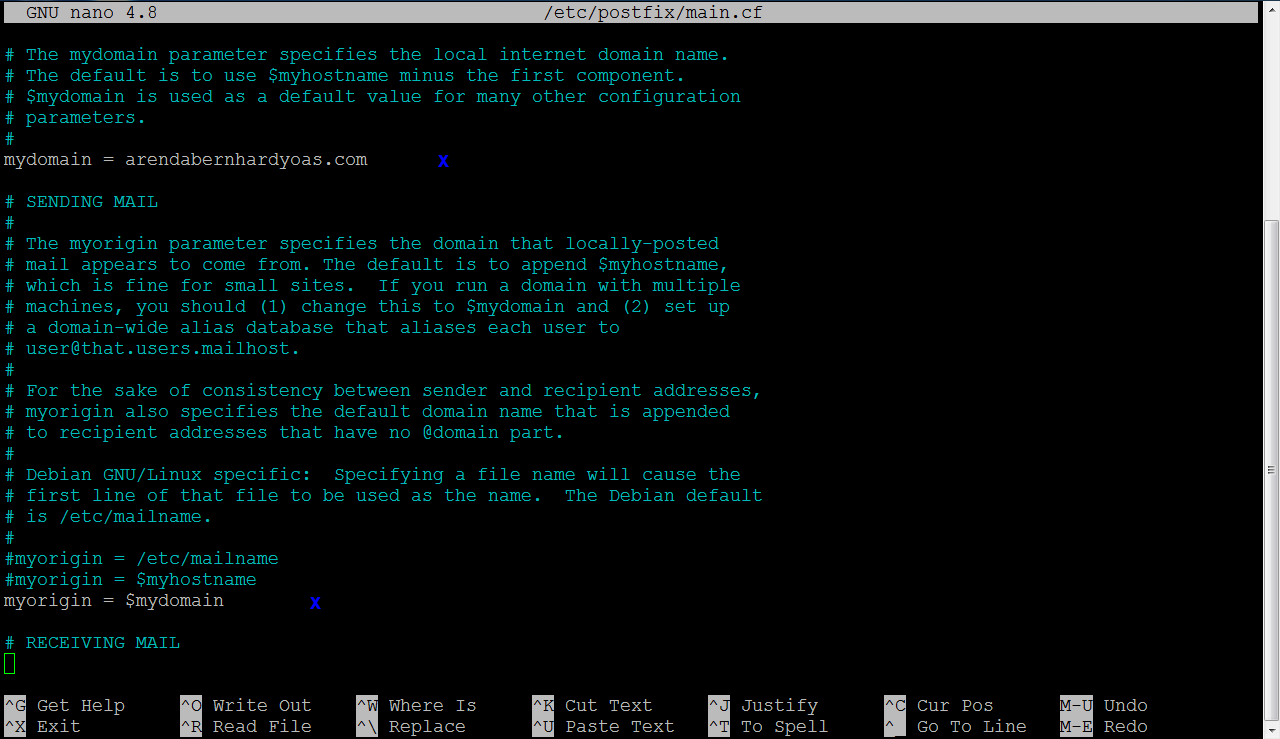 GNU nano 4.8 /etc/postfix/main.cf
# The mydomain parameter specifies the local internet domain name.
# The default is to use $myhostname minus the first component.
# $mydomain is used as a default value for many other configuration
# parameters.
#
mydomain = arendabernhardyoas.com x
# SENDING MAIL
#
# The myorigin parameter specifies the domain that locally-posted
# mail appears to come from. The default is to append $myhostname,
# which is fine for small sites.  If you run a domain with multiple
# machines, you should (1) change this to $mydomain and (2) set up
# a domain-wide alias database that aliases each user to
# user@that.users.mailhost.
#
# For the sake of consistency between sender and recipient addresses,
# myorigin also specifies the default domain name that is appended
# to recipient addresses that have no @domain part.
#
# Debian GNU/Linux specific:  Specifying a file name will cause the
# first line of that file to be used as the name.  The Debian default
# is /etc/mailname.
#
#myorigin = /etc/mailname
#myorigin = $myhostname
myorigin = $mydomain x
# RECEIVING MAIL
^G Get Help ^O Write Out ^W Where Is ^K Cut Text ^J Justify ^C Cur Pos M-U Undo
^X Exit ^R Read File ^\ Replace ^U Paste Text ^T To Spell ^_ Go To Line M-E Redo